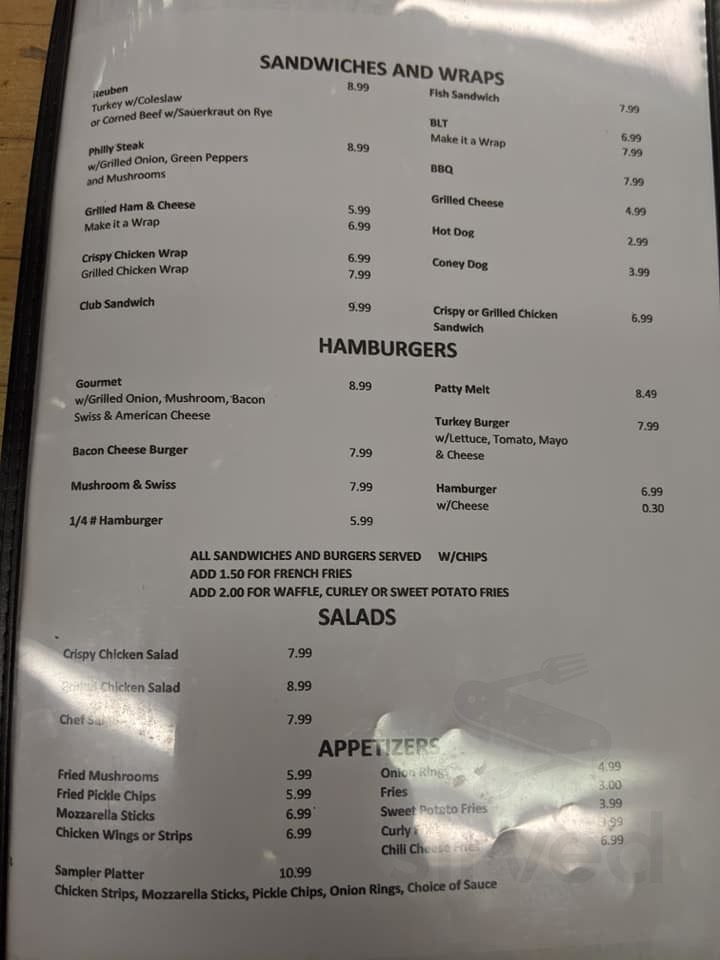 SANDWICHES AND WRAPS
Reuben 8.99
Turkey w/Coleslaw
or Corned Beef w/Sauerkraut on Rye
Philly Steak 8.99
w/Grilled Onion, Green Peppers
and Mushrooms
Grilled Ham & Cheese 5.99
Make it a Wrap 6.99
Crispy Chicken Wrap 6.99
Grilled Chicken Wrap 7.99
Club Sandwich 9.99
Fish Sandwich 7.99
BLT 6.99
Make it a Wrap 7.99
BBQ 7.99
Grilled Cheese 4.99
Hot Dog 2.99
Coney Dog 3.99
Crispy or Grilled Chicken 6.99
Sandwich
HAMBURGERS
Gourmet 8.99
w/Grilled Onion, Mushroom, Bacon
Swiss & American Cheese
Bacon Cheese Burger 7.99
Mushroom & Swiss 7.99
1/4 # Hamburger 5.99
Patty Melt 8.49
Turkey Burger 7.99
w/Lettuce, Tomato, Mayo
& Cheese
Hamburger 6.99
w/Cheese 0.30
ALL SANDWICHES AND BURGERS SERVED W/CHIPS
ADD 1.50 FOR FRENCH FRIES
ADD 2.00 FOR WAFFLE, CURLEY OR SWEET POTATO FRIES
SALADS
Crispy Chicken Salad 7.99
Chicken Salad 8.99
Chef 7.99
APPETIZERS
Fried Mushrooms 5.99
Fried Pickle Chips 5.99
Mozzarella Sticks 6.99
Chicken Wings or Strips 6.99
Onion Rings 4.99
Fries 3.00
Sweet Potato Fries 3.99
Curly
Chili Cheese Fries 6.99
Sampler Platter 10.99
Chicken Strips, Mozzarella Sticks, Pickle Chips, Onion Rings, Choice of Sauce